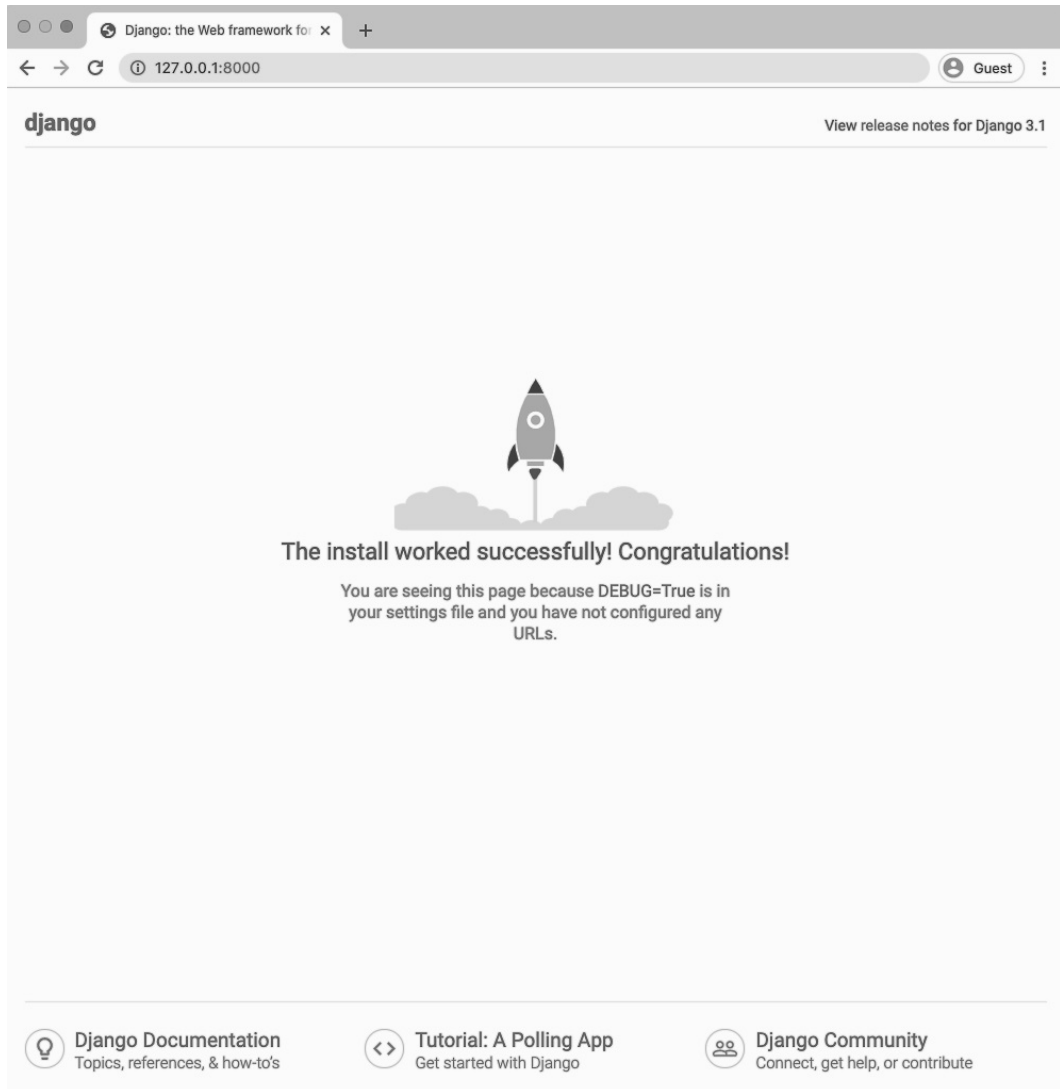 Django: the Web framework for
127.0.0.1:8000
Guest
django
View release notes for Django 3.1
The install worked successfully! Congratulations!
You are seeing this page because DEBUG=True is in
your settings file and you have not configured any
URLs.
Django Documentation
Topics, references, & how-to's
Tutorial: A Polling App
Get started with Django
Django Community
Connect, get help, or contribute